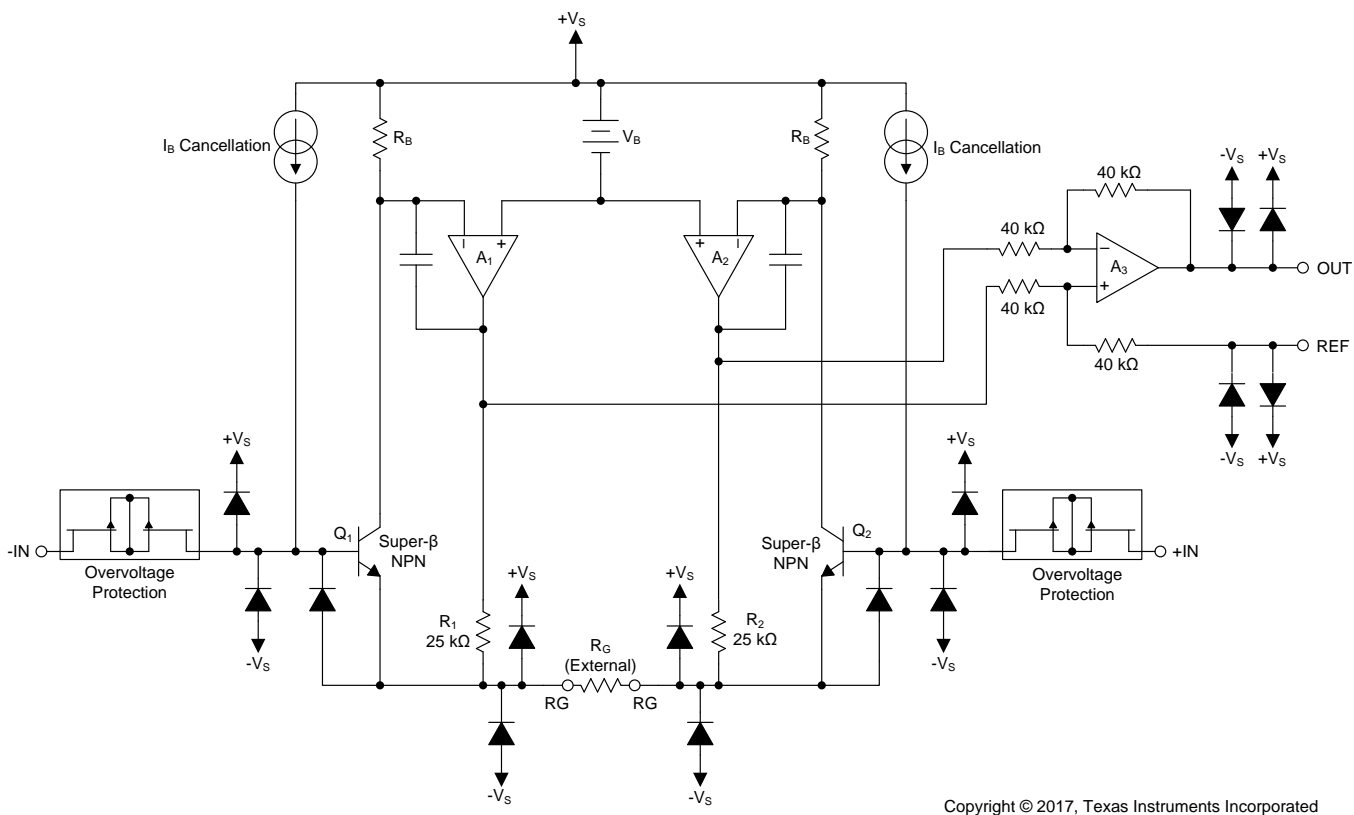 +VS
IB Cancellation
RB
VB
RB
IB Cancellation
-VS
+VS
40 kΩ
40 kΩ
A1
A2
A3
OUT
40 kΩ
40 kΩ
REF
-VS
+VS
+VS
+VS
-IN
Q1
Super-β
NPN
Q2
Super-β
NPN
+IN
Overvoltage
Protection
Overvoltage
Protection
+VS
+VS
R1
25 kΩ
R2
25 kΩ
RG
(External)
-VS
-VS
RG
RG
-VS
-VS
Copyright © 2017, Texas Instruments Incorporated